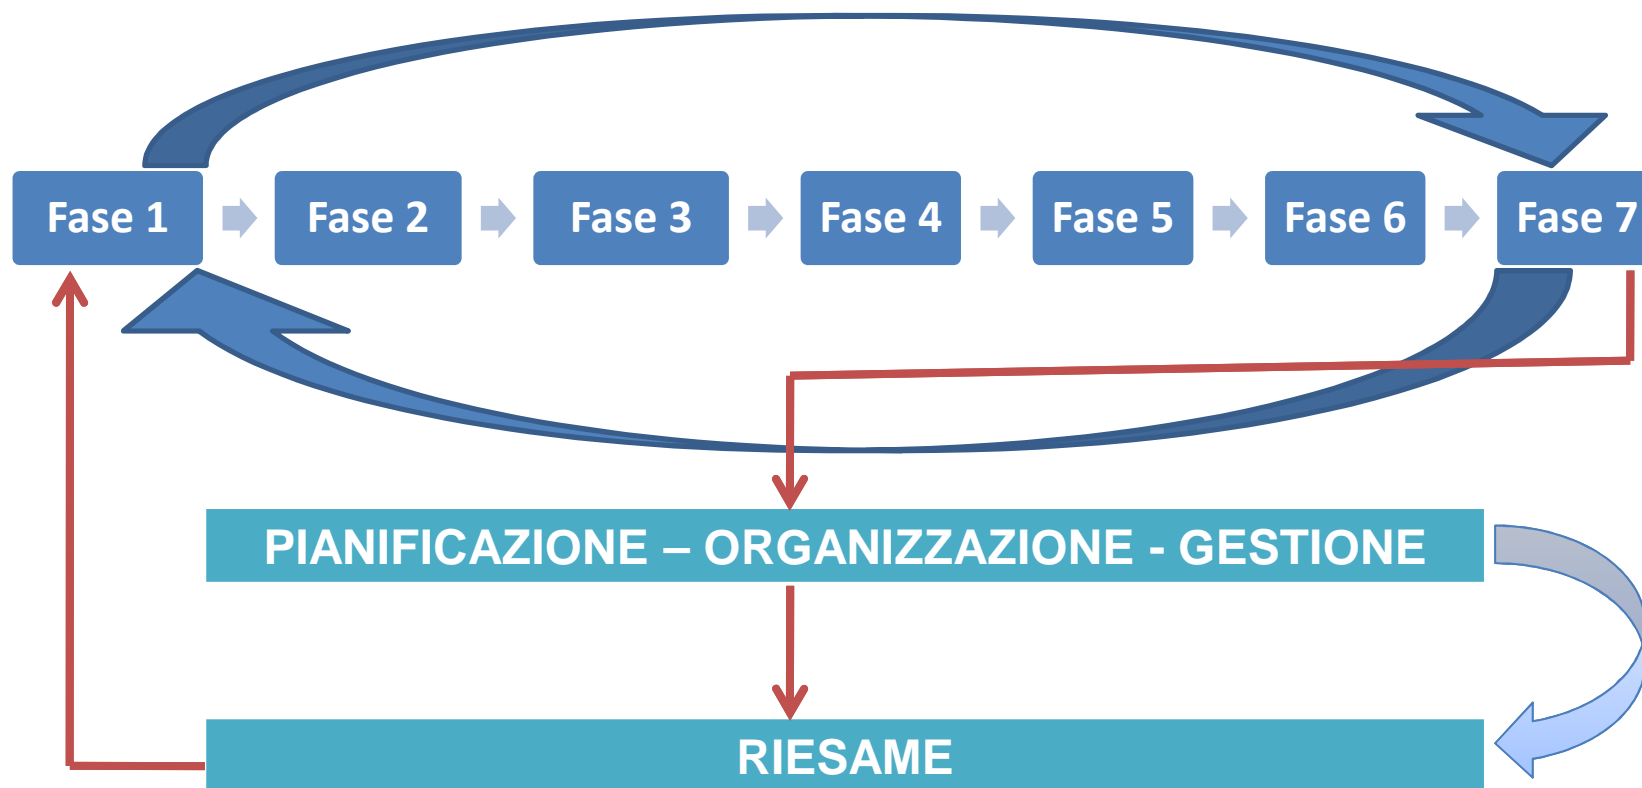 Fase 1
Fase 2
Fase 3
Fase 4
Fase 5
Fase 6
Fase 7
PIANIFICAZIONE – ORGANIZZAZIONE - GESTIONE
RIESAME